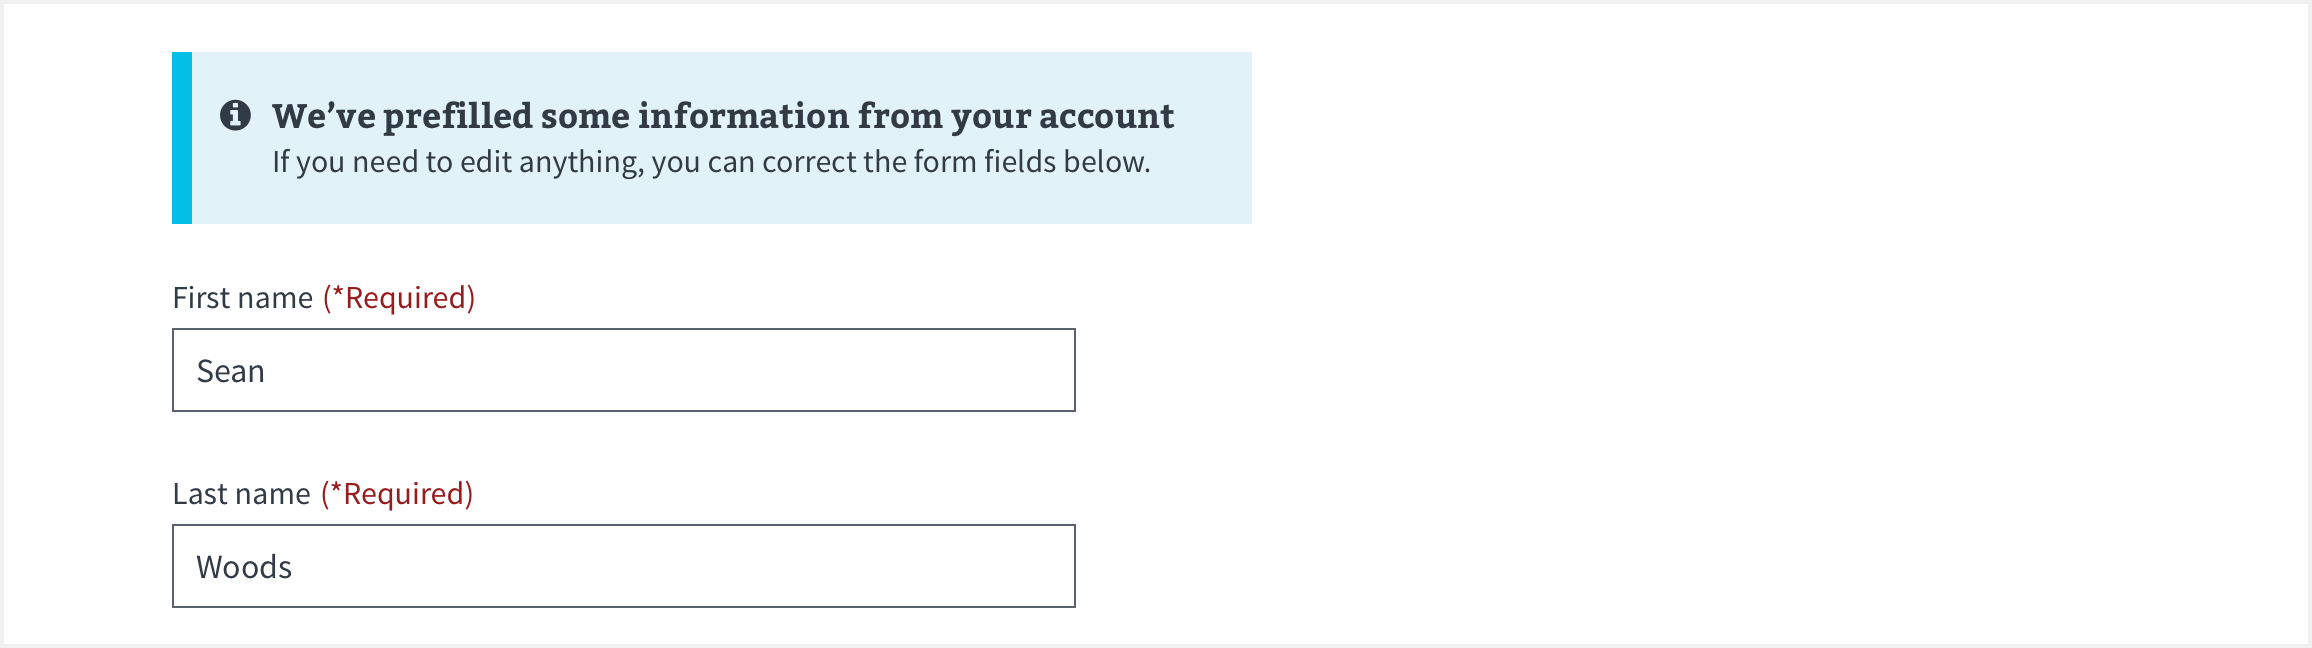 We’ve prefilled some information from your account
If you need to edit anything, you can correct the form fields below.
First name (*Required)
Sean
Last name (*Required)
Woods